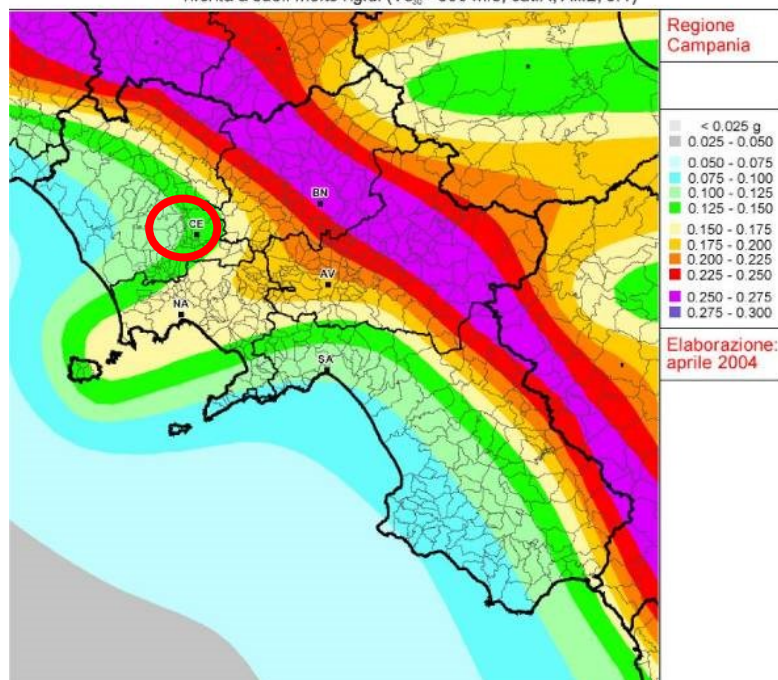 Regione
Campania
< 0.025 g
0.025 - 0.050
0.050 - 0.075
0.075 - 0.100
0.100 - 0.125
0.125 - 0.150
0.150 - 0.175
0.175 - 0.200
0.200 - 0.225
0.225 - 0.250
0.250 - 0.275
0.275 - 0.300
Elaborazione:
aprile 2004
BN
CE
AV
NA
SA